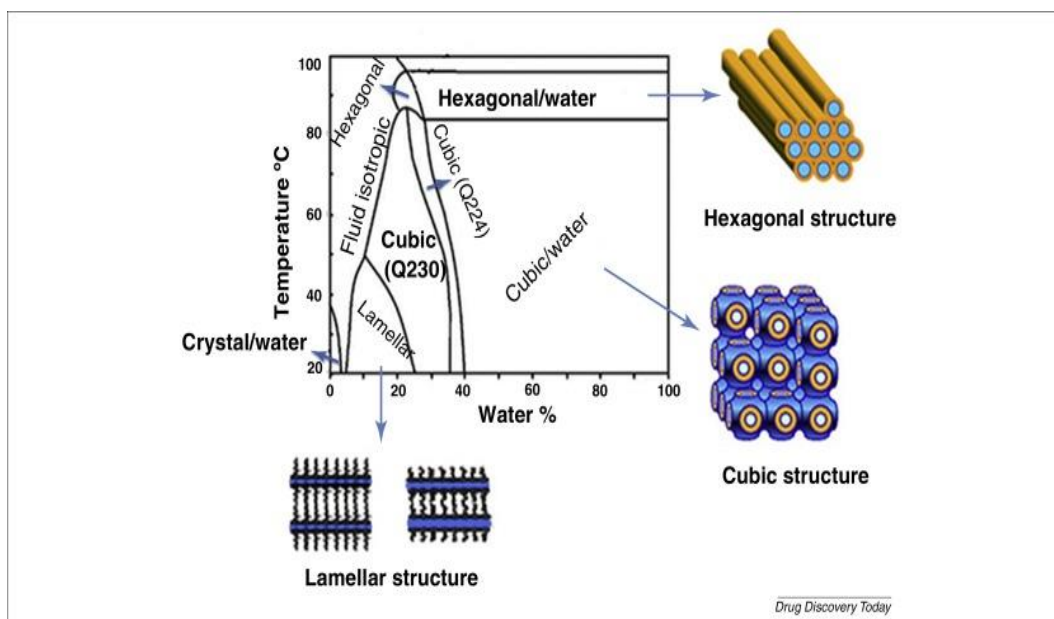 100
80
60
40
20
Temperature °C
0
20
40
60
80
100
Water %
Hexagonal
Fluid isotropic
Cubic
(Q230)
Lamellar
Cubic (Q224)
Hexagonal/water
Cubic/water
Crystal/water
Hexagonal structure
Cubic structure
Lamellar structure
Drug Discovery Today